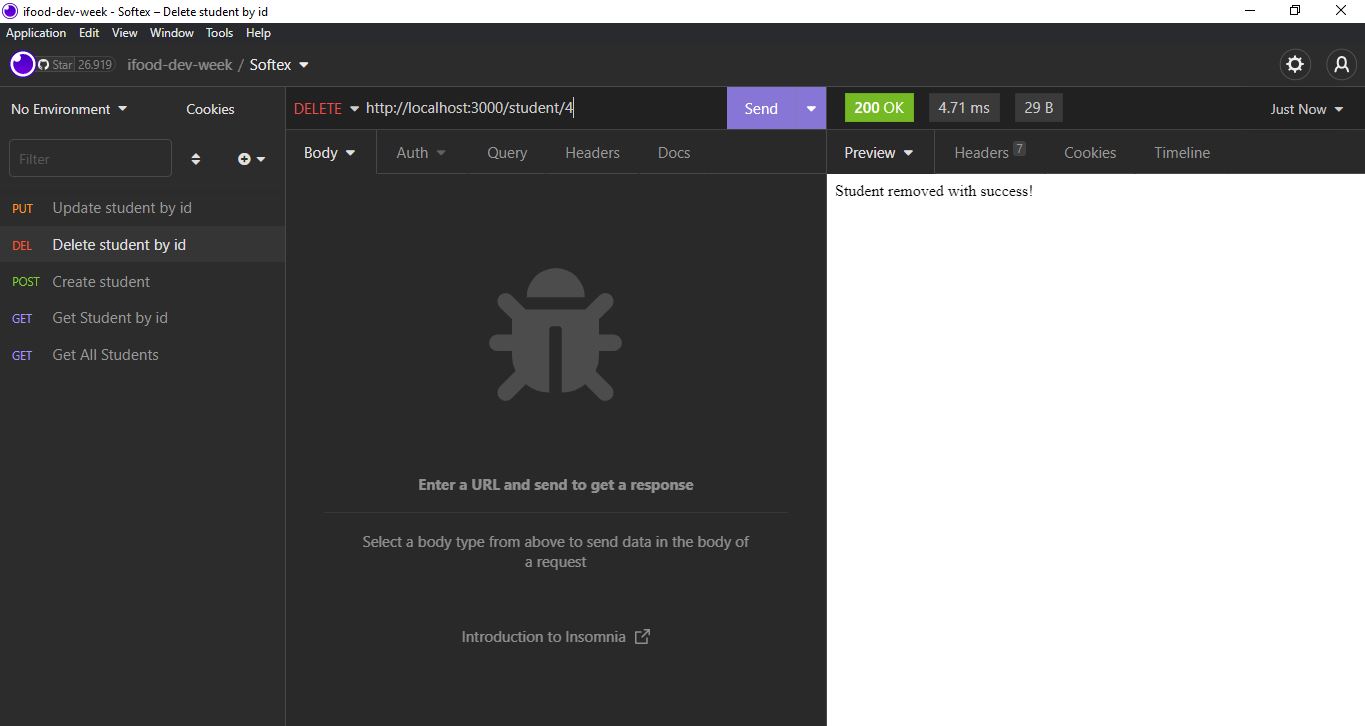 ifood-dev-week - Softex – Delete student by id
Application Edit View Window Tools Help
Star 26.919 ifood-dev-week / Softex
No Environment Cookies
Filter
PUT Update student by id
DEL Delete student by id
POST Create student
GET Get Student by id
GET Get All Students
DELETE http://localhost:3000/student/4 Send
Body Auth Query Headers Docs
Enter a URL and send to get a response
Select a body type from above to send data in the body of
a request
Introduction to Insomnia
200 OK 4.71 ms 29 B Just Now
Preview Headers 7 Cookies Timeline
Student removed with success!